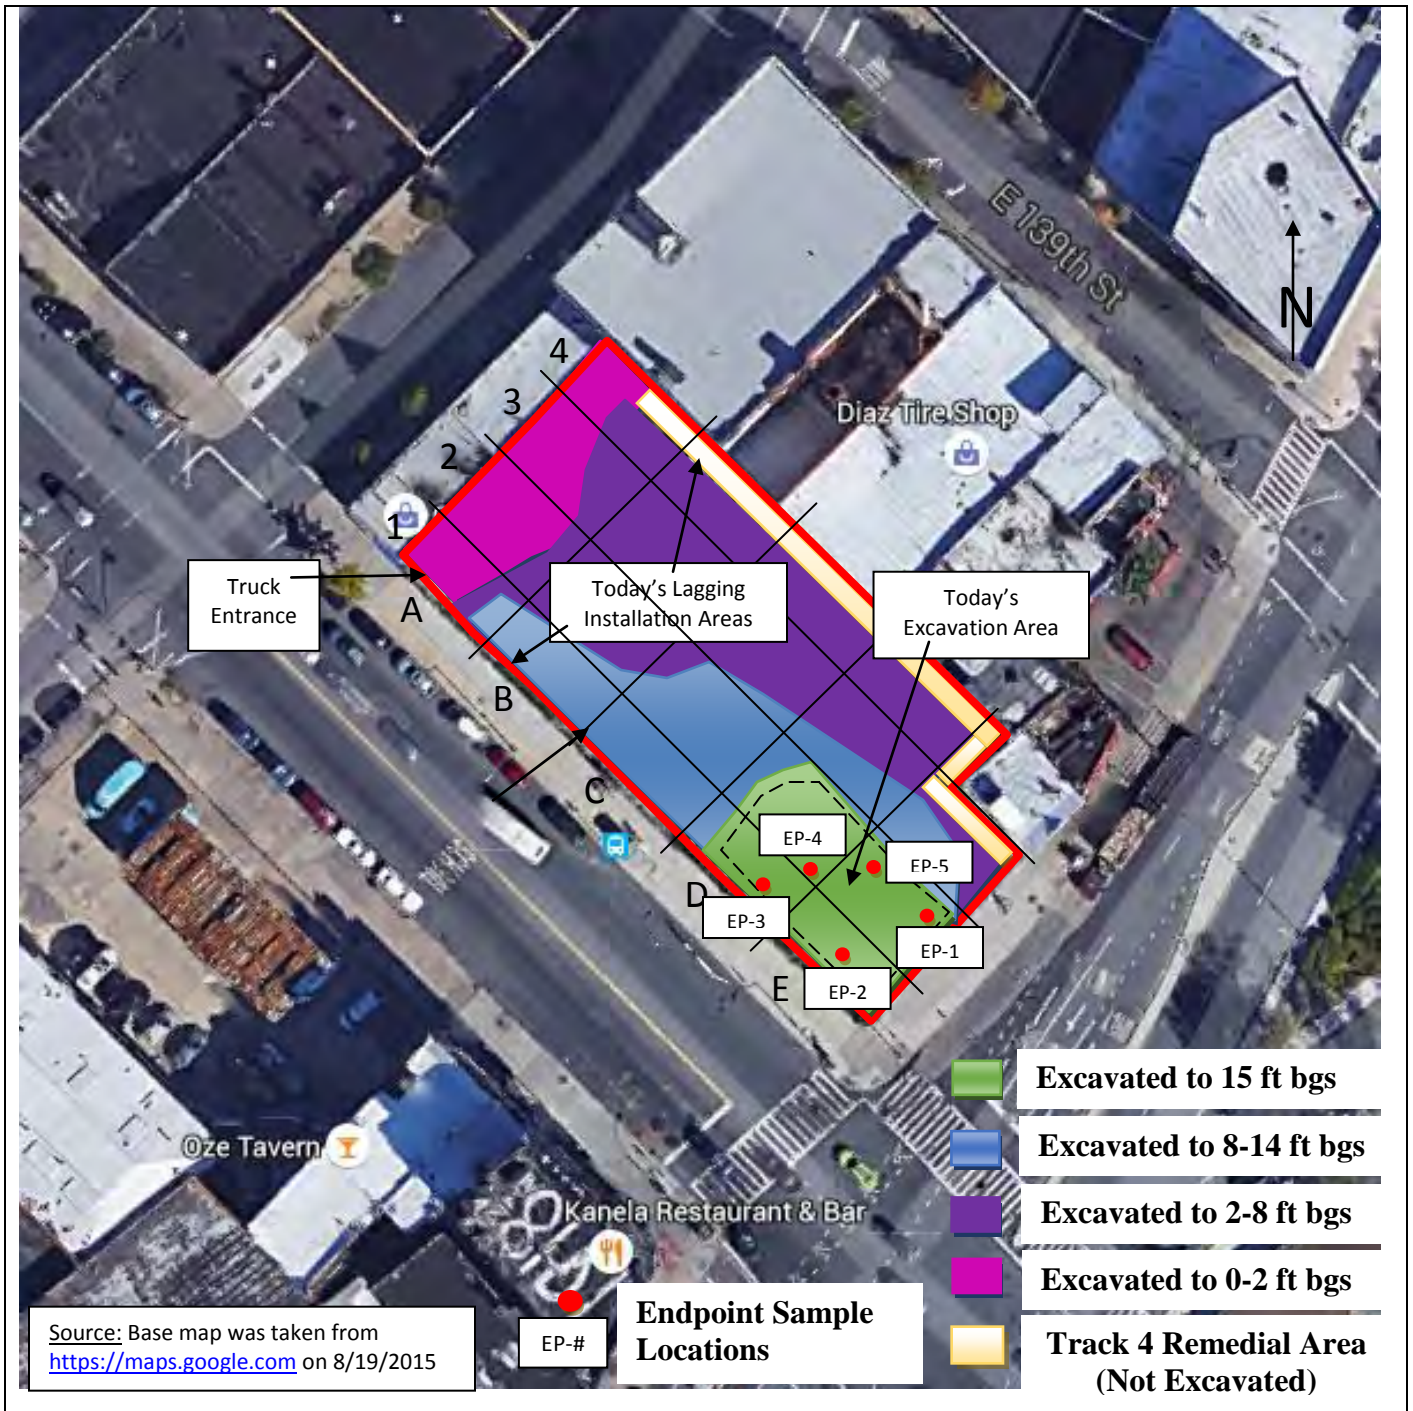 E 139th St
N
4
3
Diaz Tire Shop
2
1
Truck
Entrance
A
Today's Lagging
Installation Areas
Today's
Excavation Area
B
C
EP-4
EP-5
D
EP-3
EP-1
E
EP-2
Excavated to 15 ft bgs
Oze Tavern
Excavated to 8-14 ft bgs
Kanela Restaurant & Bar
Excavated to 2-8 ft bgs
Excavated to 0-2 ft bgs
Endpoint Sample
Locations
EP-#
Source: Base map was taken from
https://maps.google.com on 8/19/2015
Track 4 Remedial Area
(Not Excavated)